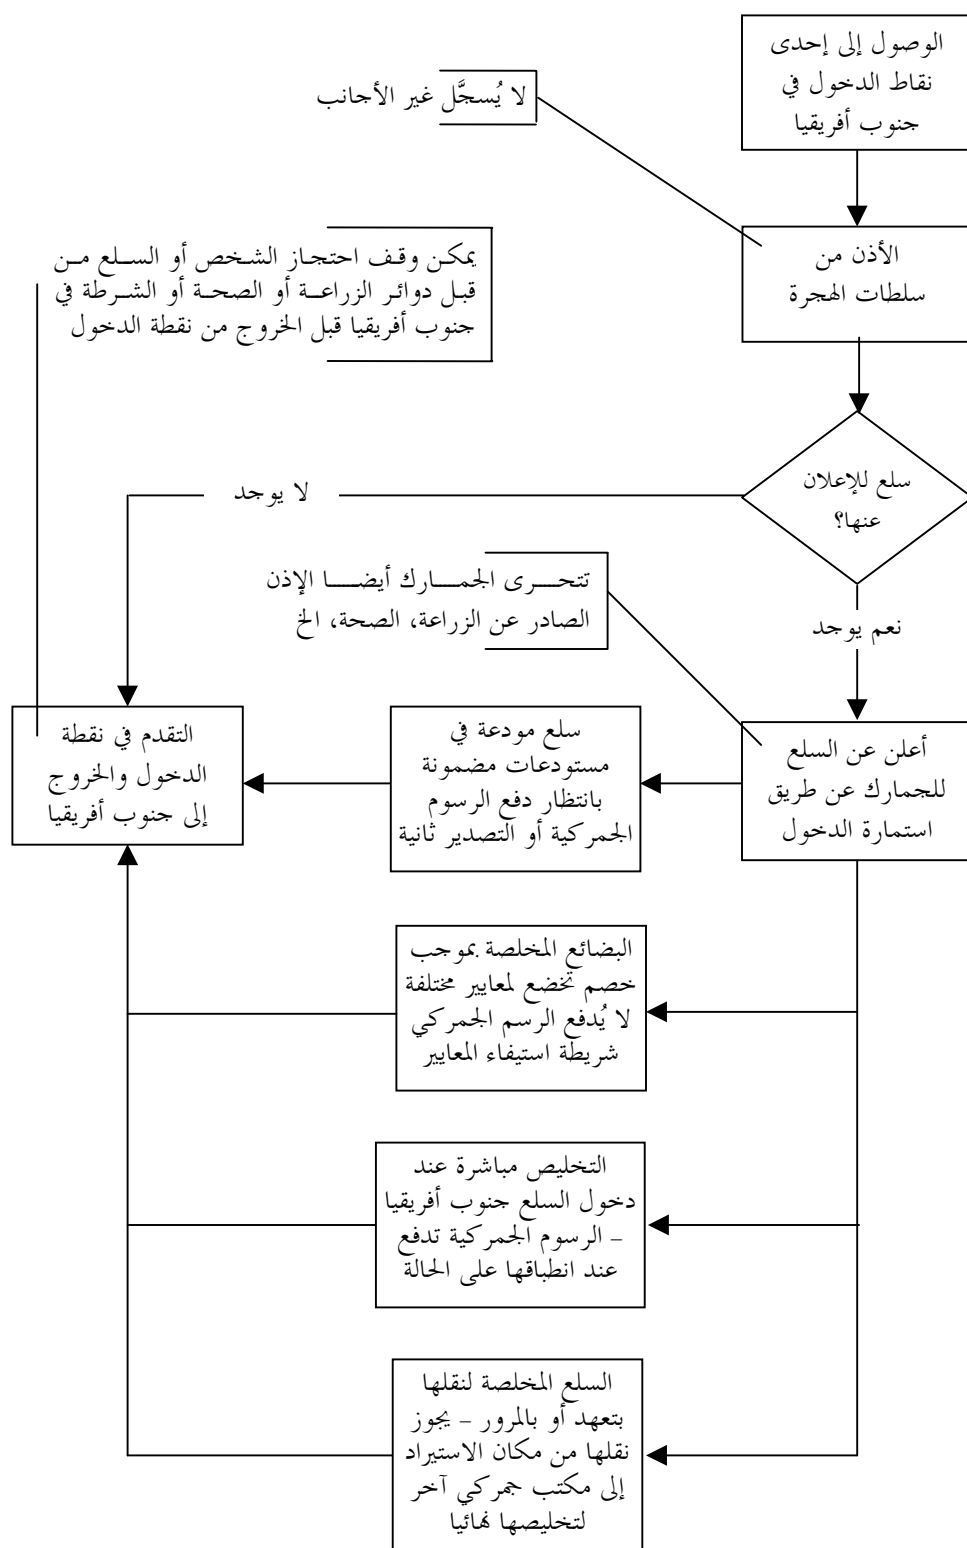 الوصول إلى إحدى
نقاط الدخول في
جنوب أفريقيا
لا يُسجَّل غير الأجانب
الأذن من
سلطات الهجرة
يمكن وقف احتجاز الشخص أو السلع من
قبل دوائر الزراعة أو الصحة أو الشرطة في
جنوب أفريقيا قبل الخروج من نقطة الدخول
سلع للإعلان
عنها؟
لا يوجد
نعم يوجد
تتحرى الجمارك أيضا الإذن
الصادر عن الزراعة، الصحة، الخ
أعلن عن السلع
للجمارك عن طريق
استمارة الدخول
سلع مودعة في
مستودعات مضمونة
بانتظار دفع الرسوم
الجمركية أو التصدير ثانية
التقدم في نقطة
الدخول والخروج
إلى جنوب أفريقيا
البضائع المخلصة بموجب
خصم تخضع لمعايير مختلفة
لا يُدفع الرسم الجمركي
شريطة استيفاء المعايير
التخليص مباشرة عند
دخول السلع جنوب أفريقيا
– الرسوم الجمركية تدفع
عند انطباقها على الحالة
السلع المخلصة لنقلها
بتعهد أو بالمرور – يجوز
نقلها من مكان الاستيراد
إلى مكتب جمركي آخر
لتخليصها نهائيا